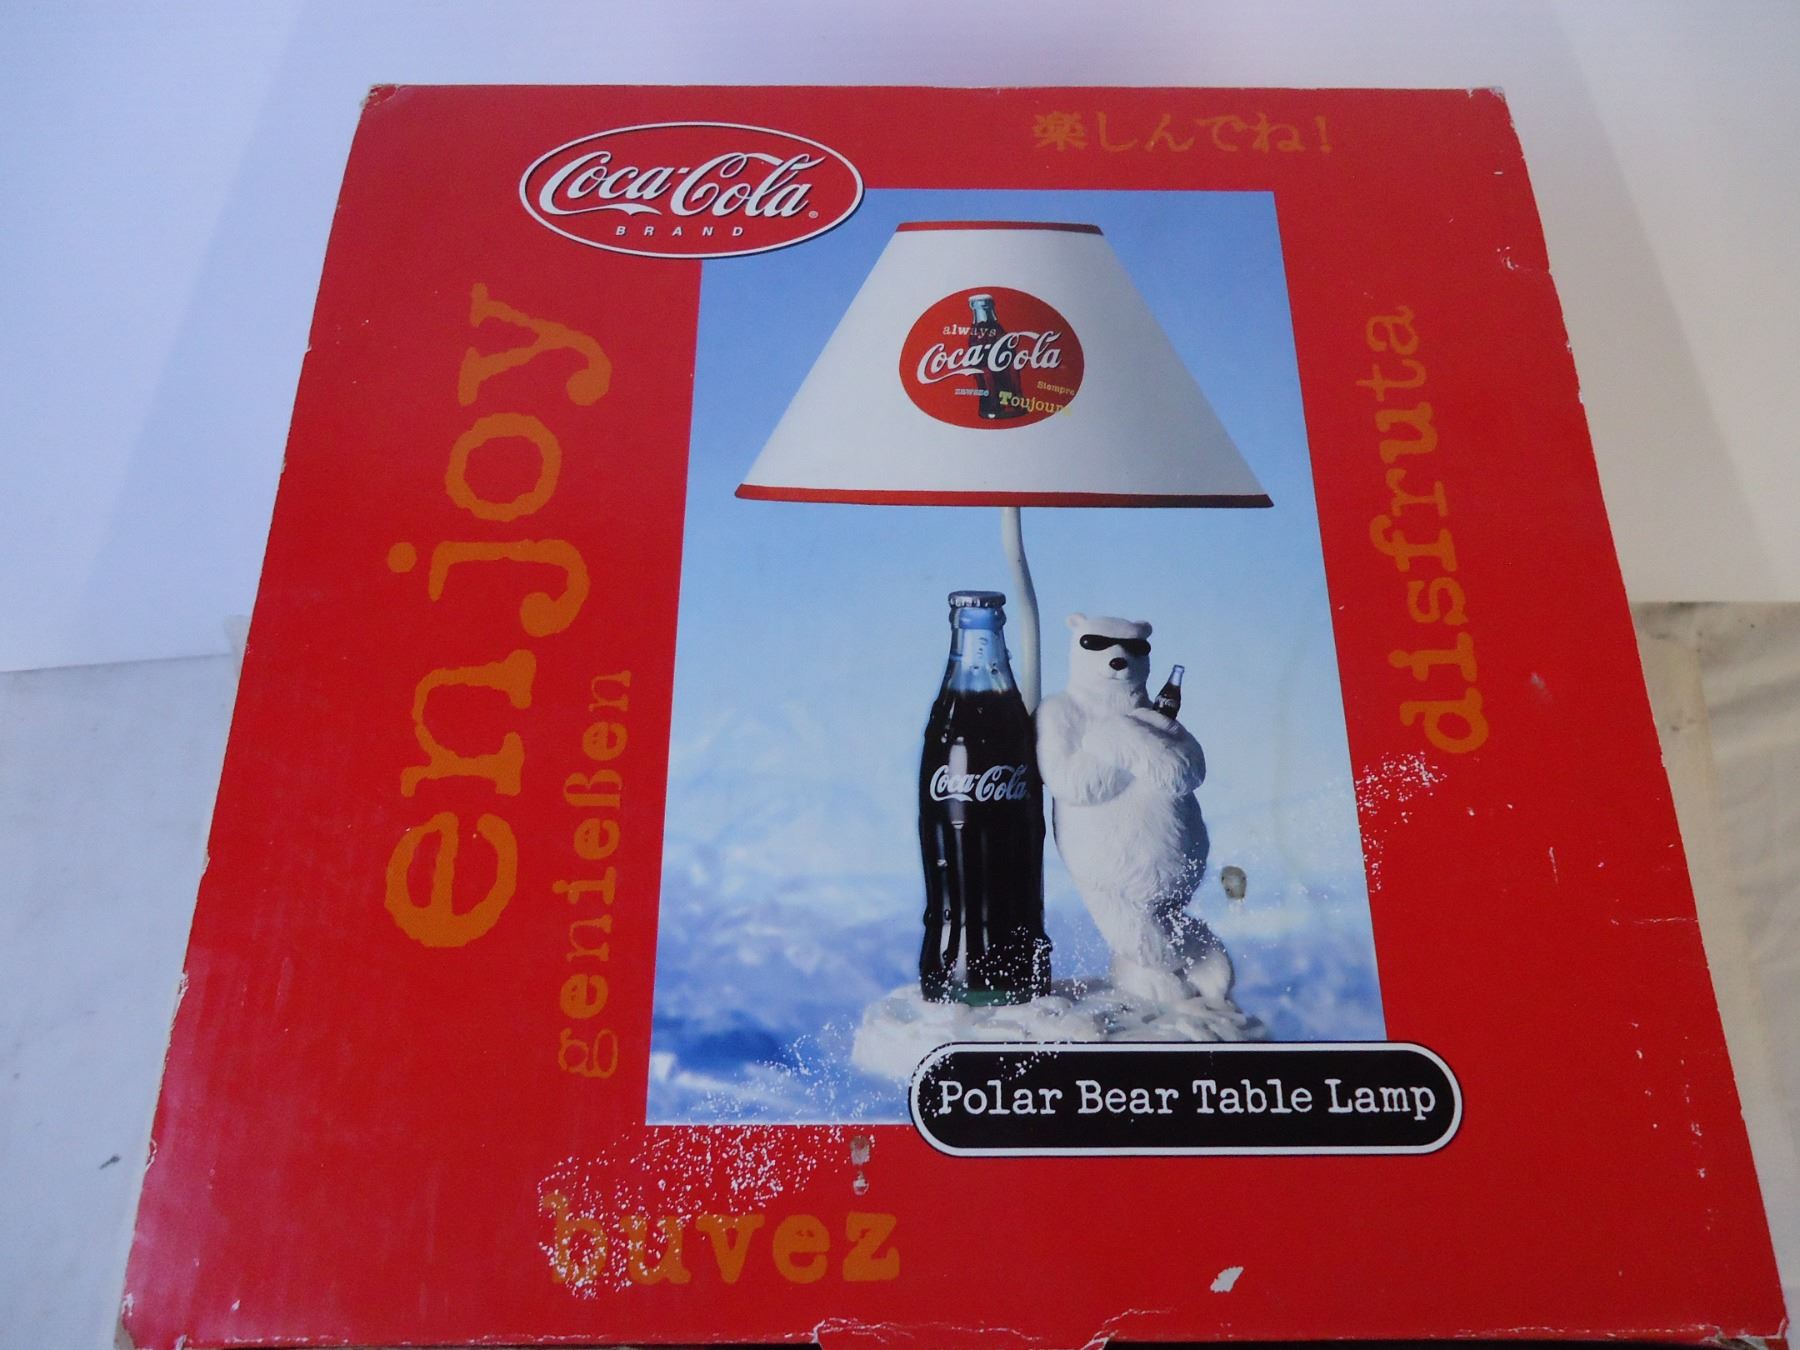 Coca-Cola®
BRAND
楽しんでね!
enjoy
genießen
always
Coca-Cola
zawsze
Siempre
Toujours
disfruta
Coca-Cola
Polar Bear Table Lamp
buvez